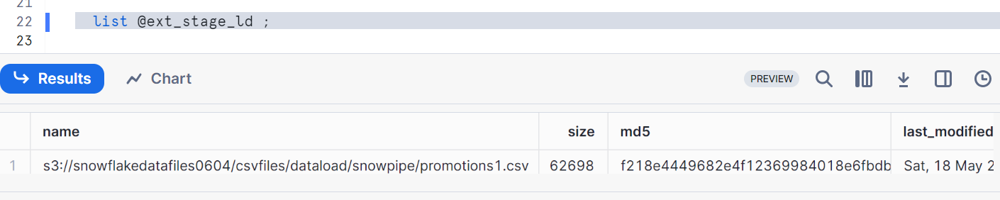 21
22 list @ext_stage_ld ;
23
Results Chart PREVIEW
name size md5 last_modified
1 s3://snowflakedatafiles0604/csvfiles/dataload/snowpipe/promotions1.csv 62698 f218e4449682e4f12369984018e6fbdb Sat, 18 May 2